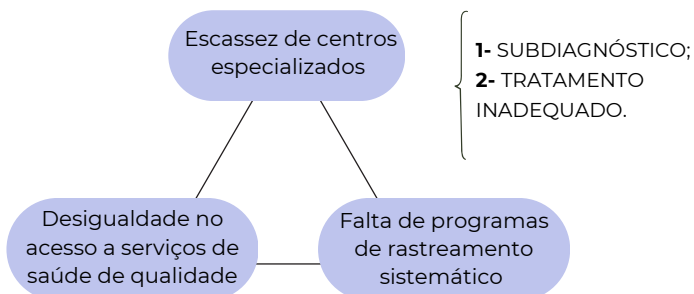 Escassez de centros
especializados
1- SUBDIAGNÓSTICO;
2- TRATAMENTO
INADEQUADO.
Desigualdade no
acesso a serviços de
saúde de qualidade
Falta de programas
de rastreamento
sistemático